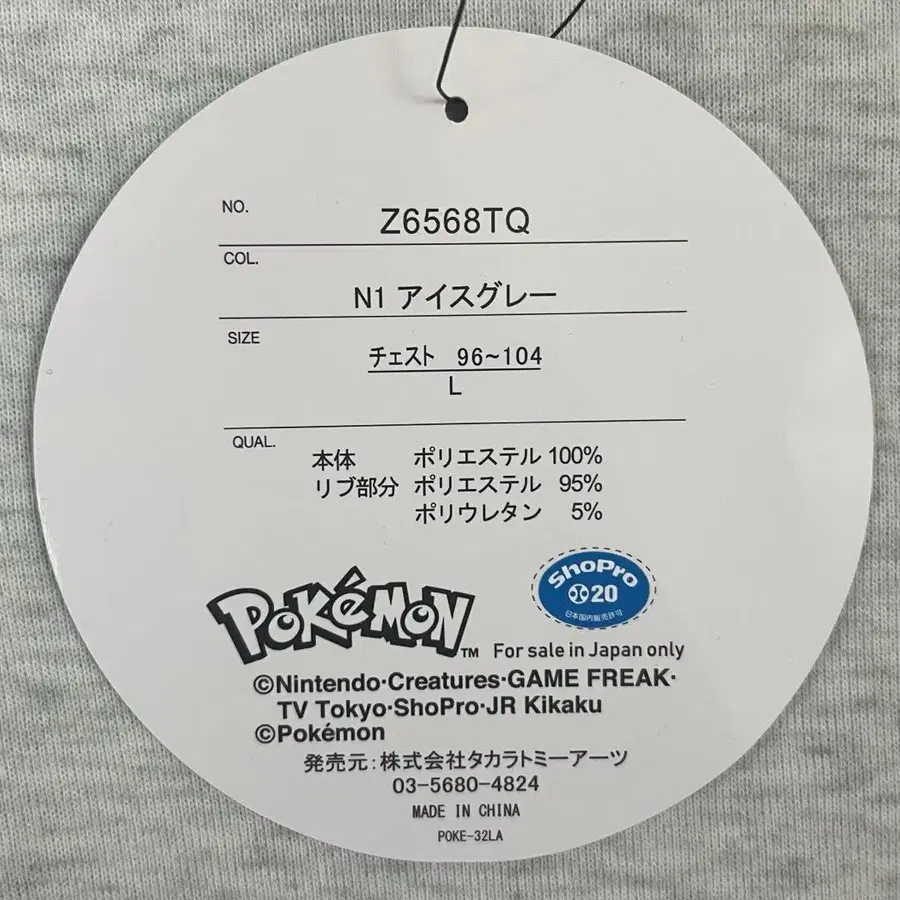 NO.
Z6568TQ
COL.
N1 アイスグレー
SIZE
チェスト 96~104
L
QUAL.
本体 ポリエステル 100%
リブ部分 ポリエステル 95%
ポリウレタン 5%
ShoPro
20
日本国内販売許可
POKéMON™ For sale in Japan only
©Nintendo·Creatures·GAME FREAK·
TV Tokyo·ShoPro·JR Kikaku
©Pokémon
発売元:株式会社タカラトミーアーツ
03-5680-4824
MADE IN CHINA
POKE-32LA